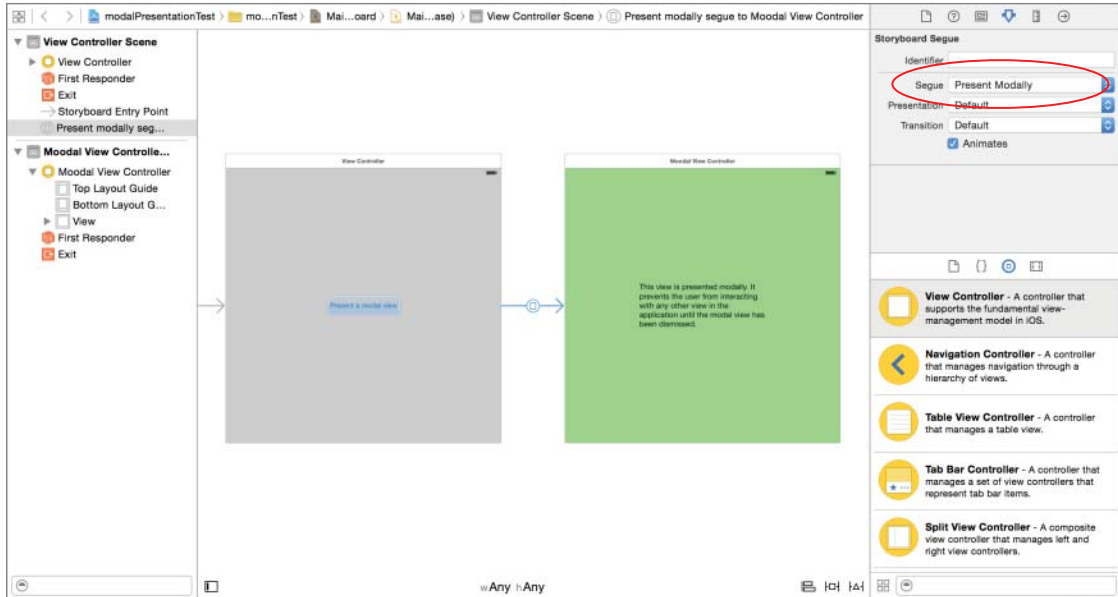 modalPresentationTest
mo...nTest
Mai...oard
Mai...ase)
View Controller Scene
Present modally segue to Moodal View Controller
View Controller Scene
View Controller
First Responder
Exit
Storyboard Entry Point
Present modally seg...
Moodal View Controlle...
Moodal View Controller
Top Layout Guide
Bottom Layout G...
View
First Responder
Exit
View Controller
Present a modal view
Moodal View Controller
This view is presented modally. It
prevents the user from interacting
with any other view in the
application until the modal view has
been dismissed.
wAny hAny
Storyboard Segue
Identifier
Segue Present Modally
Presentation Default
Transition Default
Animates
View Controller - A controller that
supports the fundamental view-
management model in iOS.
Navigation Controller - A controller
that manages navigation through a
hierarchy of views.
Table View Controller - A controller
that manages a table view.
Tab Bar Controller - A controller that
manages a set of view controllers that
represent tab bar items.
Split View Controller - A composite
view controller that manages left and
right view controllers.